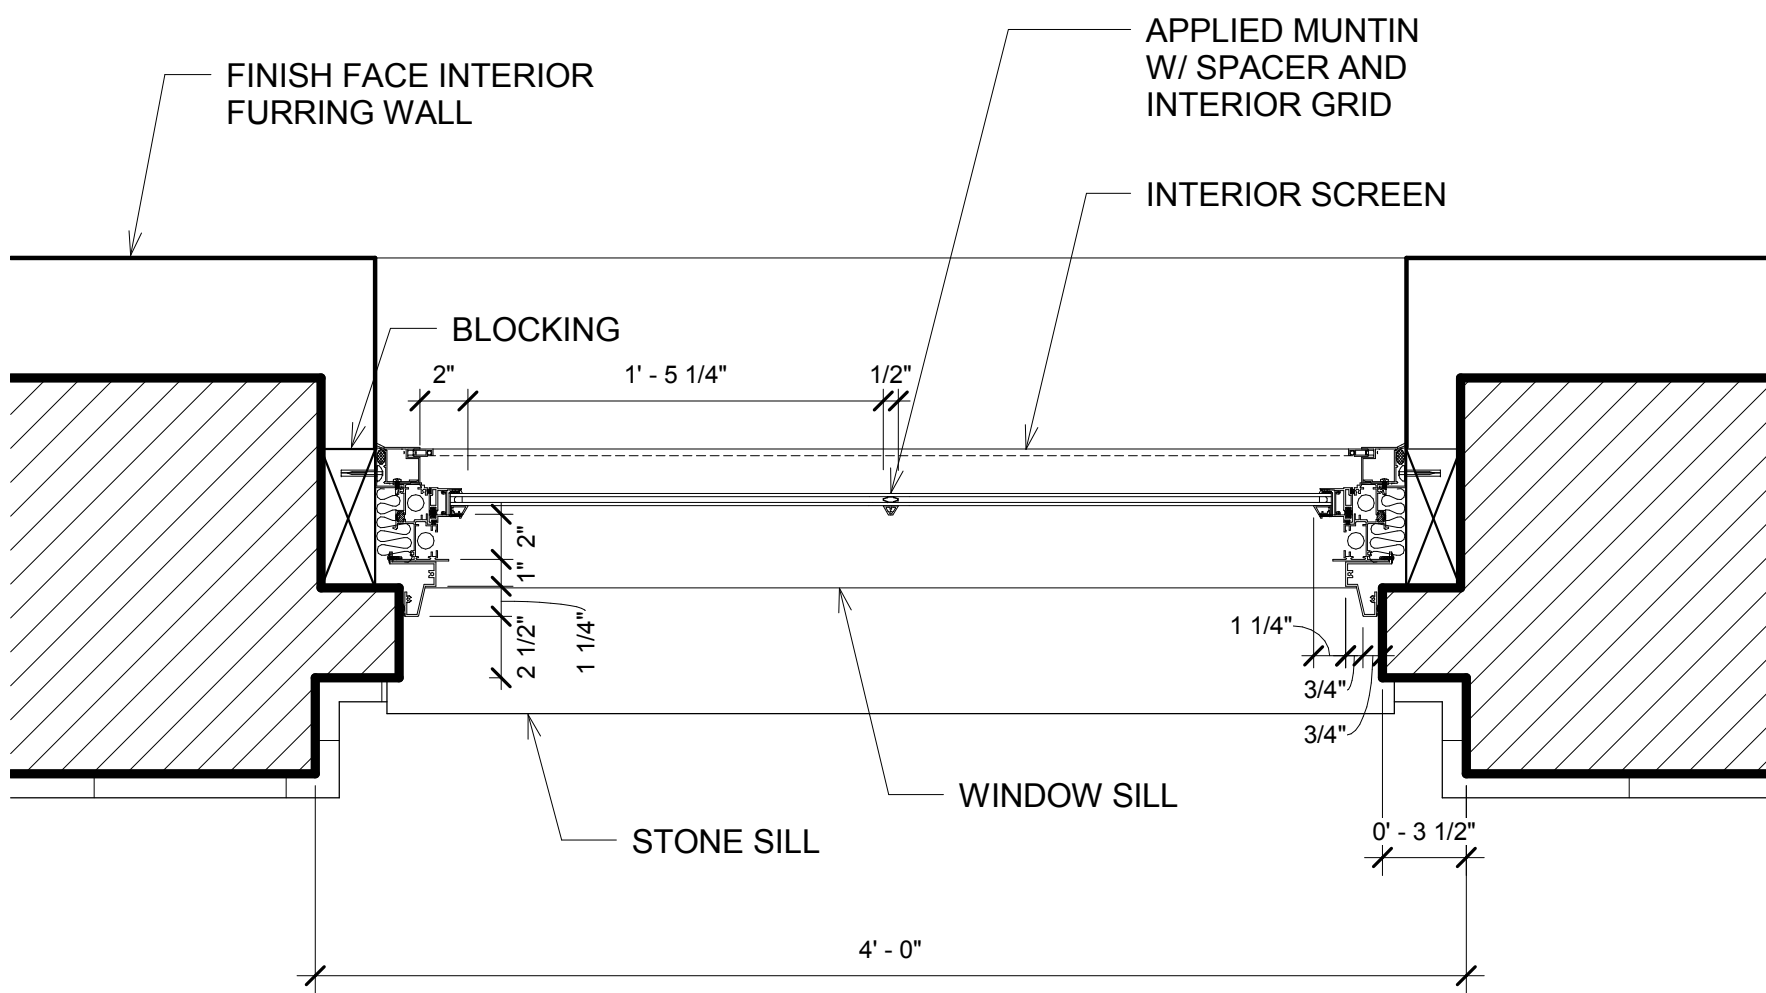 APPLIED MUNTIN
W/ SPACER AND
INTERIOR GRID
FINISH FACE INTERIOR
FURRING WALL
INTERIOR SCREEN
BLOCKING
2"
1' - 5 1/4"
1/2"
2"
1"
2 1/2"
1 1/4"
1 1/4"
3/4"
3/4"
WINDOW SILL
STONE SILL
0' - 3 1/2"
4' - 0"